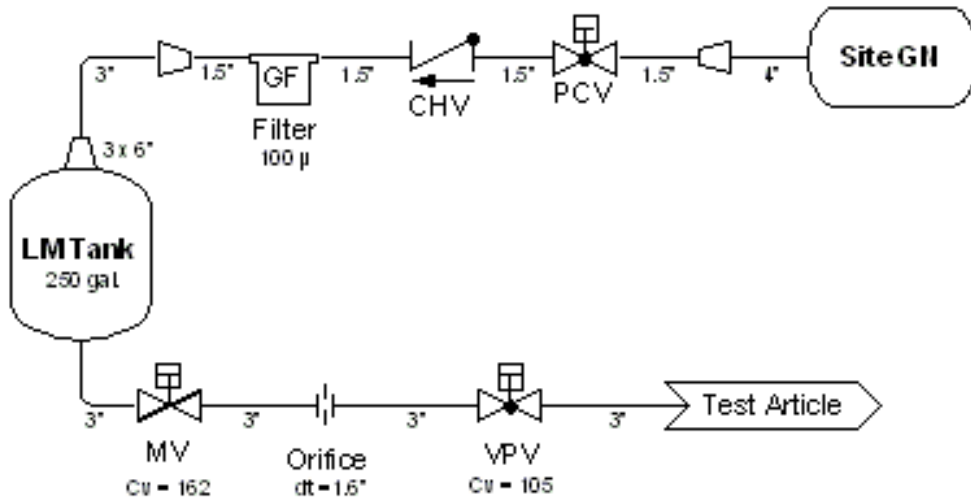 3"
1.5"
GF
1.5"
1.5"
1.5"
4"
Site GN
CHV
PCV
Filter
100 µ
3 x 6"
LM Tank
250 gal.
3"
3"
3"
3"
Test Article
MV
Orifice
VPV
Cv = 162
dt = 1.6"
Cv = 105